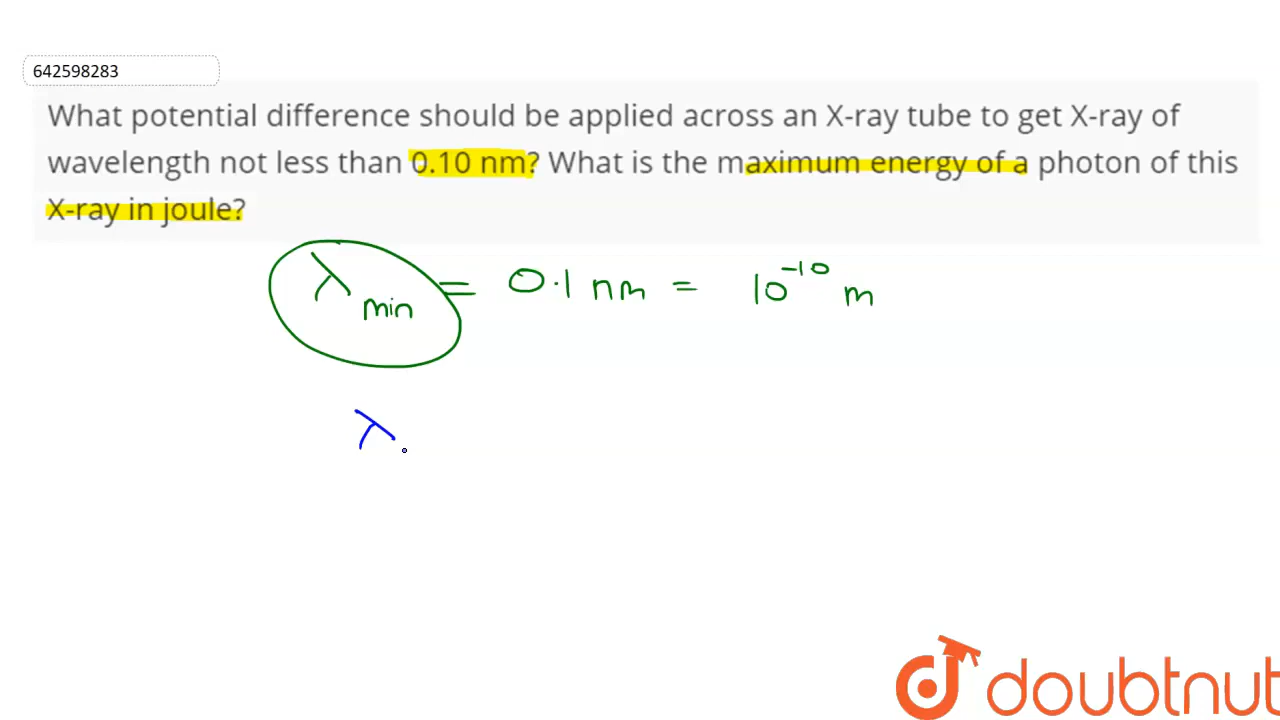 642598283
What potential difference should be applied across an X-ray tube to get X-ray of
wavelength not less than 0.10 nm? What is the maximum energy of a photon of this
X-ray in joule?
λ min = 0.1 nm = 10⁻¹⁰ m
λ
doubtnut